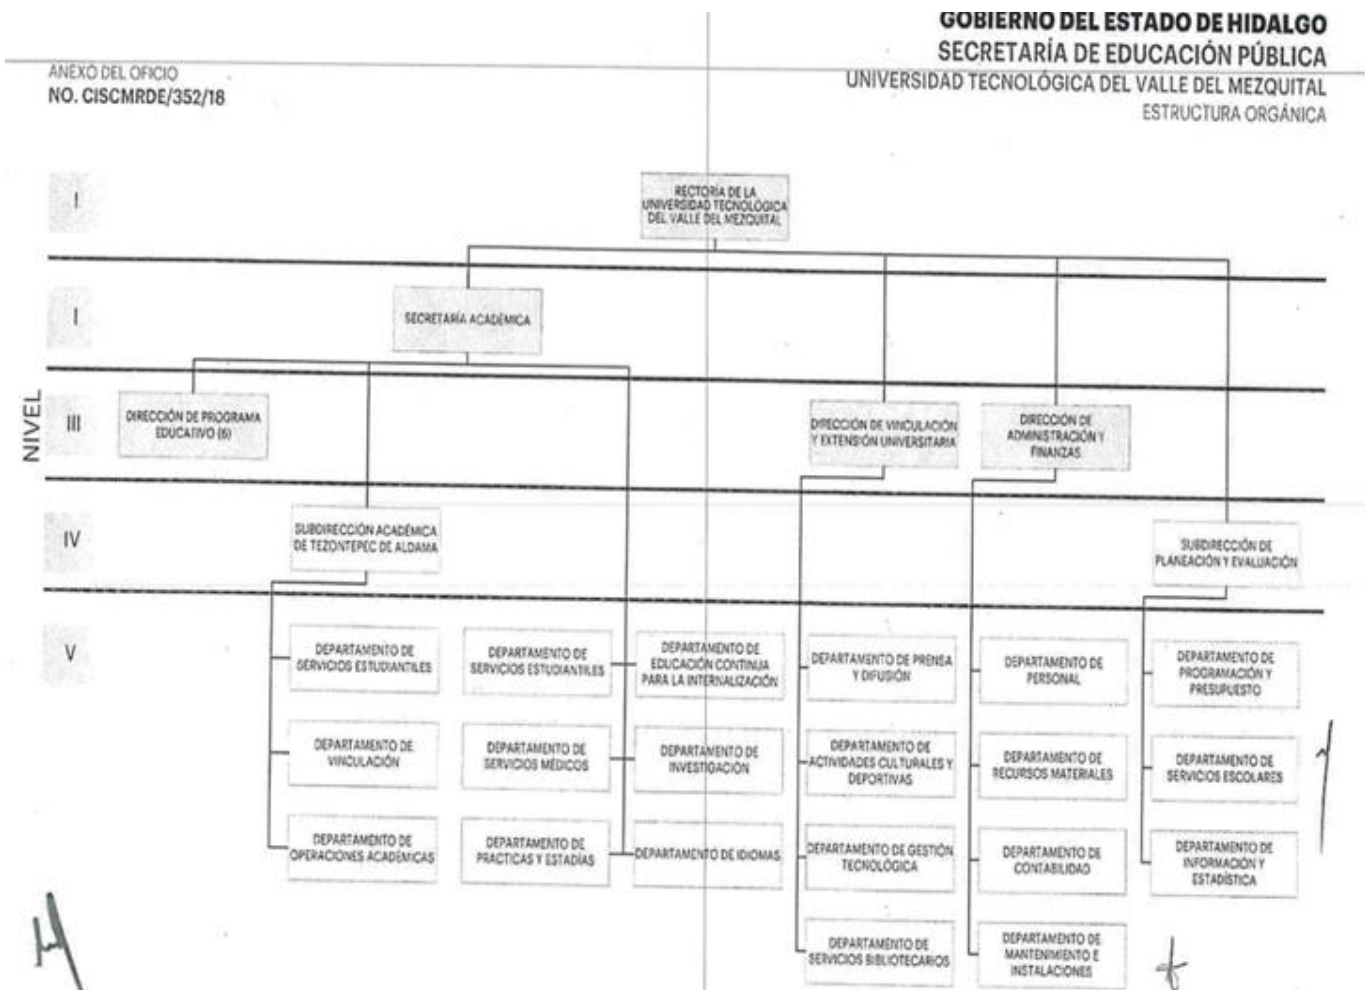 GOBIERNO DEL ESTADO DE HIDALGO
SECRETARÍA DE EDUCACIÓN PÚBLICA
UNIVERSIDAD TECNOLÓGICA DEL VALLE DEL MEZQUITAL
ESTRUCTURA ORGÁNICA
ANEXO DEL OFICIO
NO. CISCMRDE/352/18
NIVEL
I
RECTORÍA DE LA
UNIVERSIDAD TECNOLÓGICA
DEL VALLE DEL MEZQUITAL
I
SECRETARÍA ACADÉMICA
III
DIRECCIÓN DE PROGRAMA
EDUCATIVO (6)
DIRECCIÓN DE VINCULACIÓN
Y EXTENSIÓN UNIVERSITARIA
DIRECCIÓN DE
ADMINISTRACIÓN Y
FINANZAS
IV
SUBDIRECCIÓN ACADÉMICA
DE TEZONTEPEC DE ALDAMA
SUBDIRECCIÓN DE
PLANEACIÓN Y EVALUACIÓN
V
DEPARTAMENTO DE
SERVICIOS ESTUDIANTILES
DEPARTAMENTO DE
SERVICIOS ESTUDIANTILES
DEPARTAMENTO DE
EDUCACIÓN CONTINUA
PARA LA INTERNALIZACIÓN
DEPARTAMENTO DE PRENSA
Y DIFUSIÓN
DEPARTAMENTO DE
PERSONAL
DEPARTAMENTO DE
PROGRAMACIÓN Y
PRESUPUESTO
DEPARTAMENTO DE
VINCULACIÓN
DEPARTAMENTO DE
SERVICIOS MÉDICOS
DEPARTAMENTO DE
INVESTIGACIÓN
DEPARTAMENTO DE
ACTIVIDADES CULTURALES Y
DEPORTIVAS
DEPARTAMENTO DE
RECURSOS MATERIALES
DEPARTAMENTO DE
SERVICIOS ESCOLARES
DEPARTAMENTO DE
OPERACIONES ACADÉMICAS
DEPARTAMENTO DE
PRÁCTICAS Y ESTADÍAS
DEPARTAMENTO DE IDIOMAS
DEPARTAMENTO DE GESTIÓN
TECNOLÓGICA
DEPARTAMENTO DE
CONTABILIDAD
DEPARTAMENTO DE
INFORMACIÓN Y
ESTADÍSTICA
DEPARTAMENTO DE
SERVICIOS BIBLIOTECARIOS
DEPARTAMENTO DE
MANTENIMIENTO E
INSTALACIONES